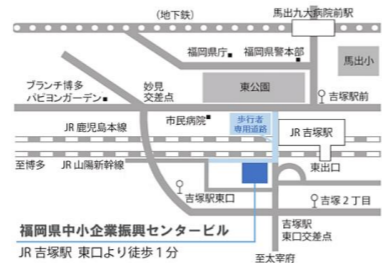 (地下鉄)
馬出九大病院前駅
福岡県庁
福岡県警本部
馬出小
ブランチ博多
パピヨンガーデン
妙見
交差点
東公園
吉塚駅前
市民病院
歩行者
専用道路
JR 鹿児島本線
JR 吉塚駅
至博多
JR 山陽新幹線
東出口
吉塚駅東口
吉塚 2 丁目
福岡県中小企業振興センタービル
JR 吉塚駅 東口より徒歩 1 分
吉塚駅
東口交差点
至太宰府